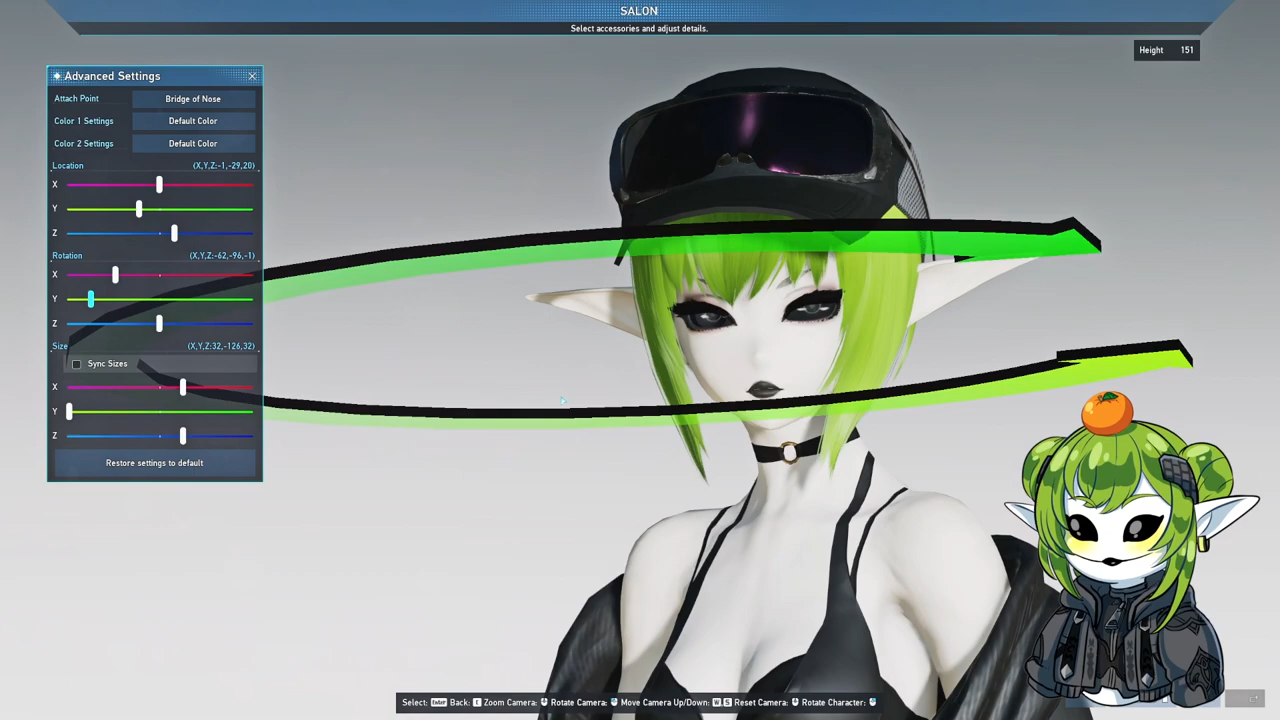 SALON
Select accessories and adjust details.
Height 151
Advanced Settings
Attach Point Bridge of Nose
Color 1 Settings Default Color
Color 2 Settings Default Color
Location (X,Y,Z:-1,-29,20)
X
Y
Z
Rotation (X,Y,Z:-62,-96,-1)
X
Y
Z
Size (X,Y,Z:32,-126,32)
Sync Sizes
X
Y
Z
Restore settings to default
Select: Enter Back: Zoom Camera: Rotate Camera: Move Camera Up/Down: W S Reset Camera: Rotate Character: